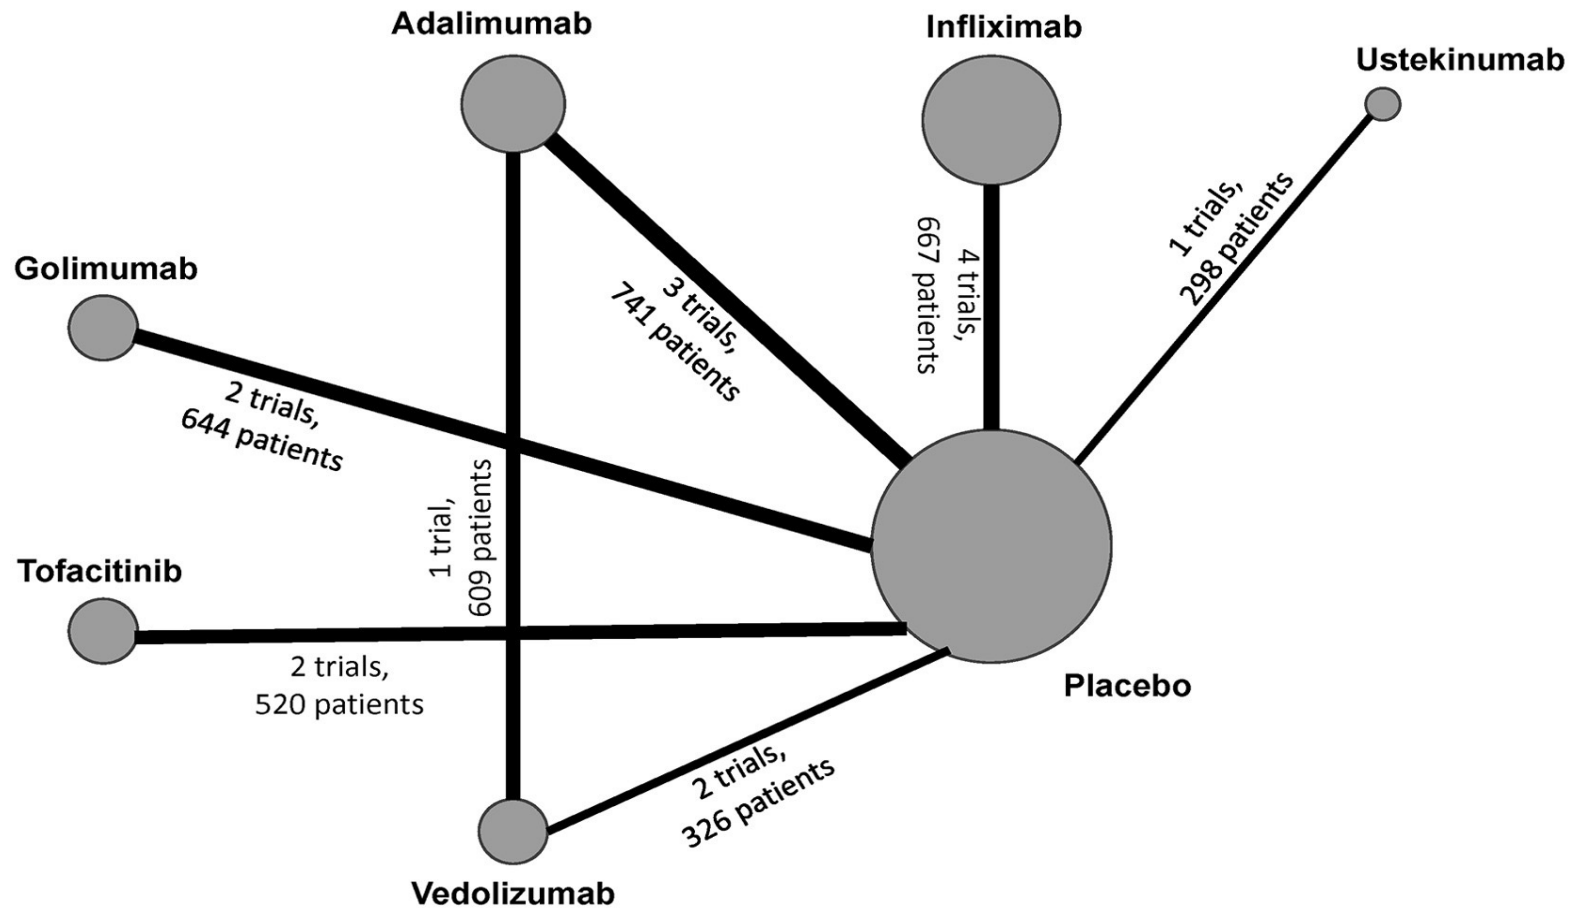 Adalimumab
Infliximab
Ustekinumab
Golimumab
Tofacitinib
Vedolizumab
Placebo
3 trials,
741 patients
4 trials,
667 patients
1 trials,
298 patients
2 trials,
644 patients
1 trial,
609 patients
2 trials,
520 patients
2 trials,
326 patients